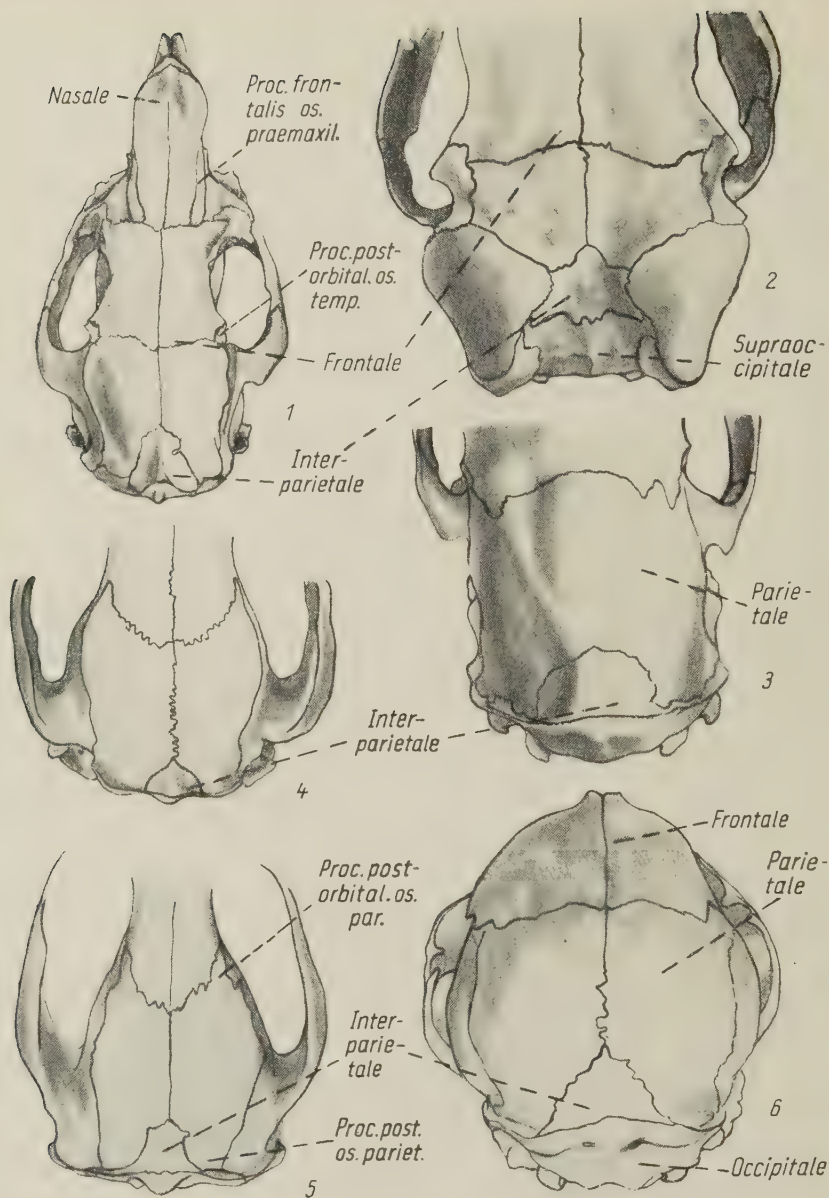 Nasale
Proc. fron-
talis os.
praemaxil.
Proc. post-
orbital. os.
temp.
Frontale
1
Inter-
parietale
2
Supraoc-
cipitale
Parie-
tale
3
Inter-
parietale
4
Proc. post-
orbital. os.
par.
Inter-
parie-
tale
Proc. post.
os. pariet.
5
Frontale
Parie-
tale
6
Occipitale